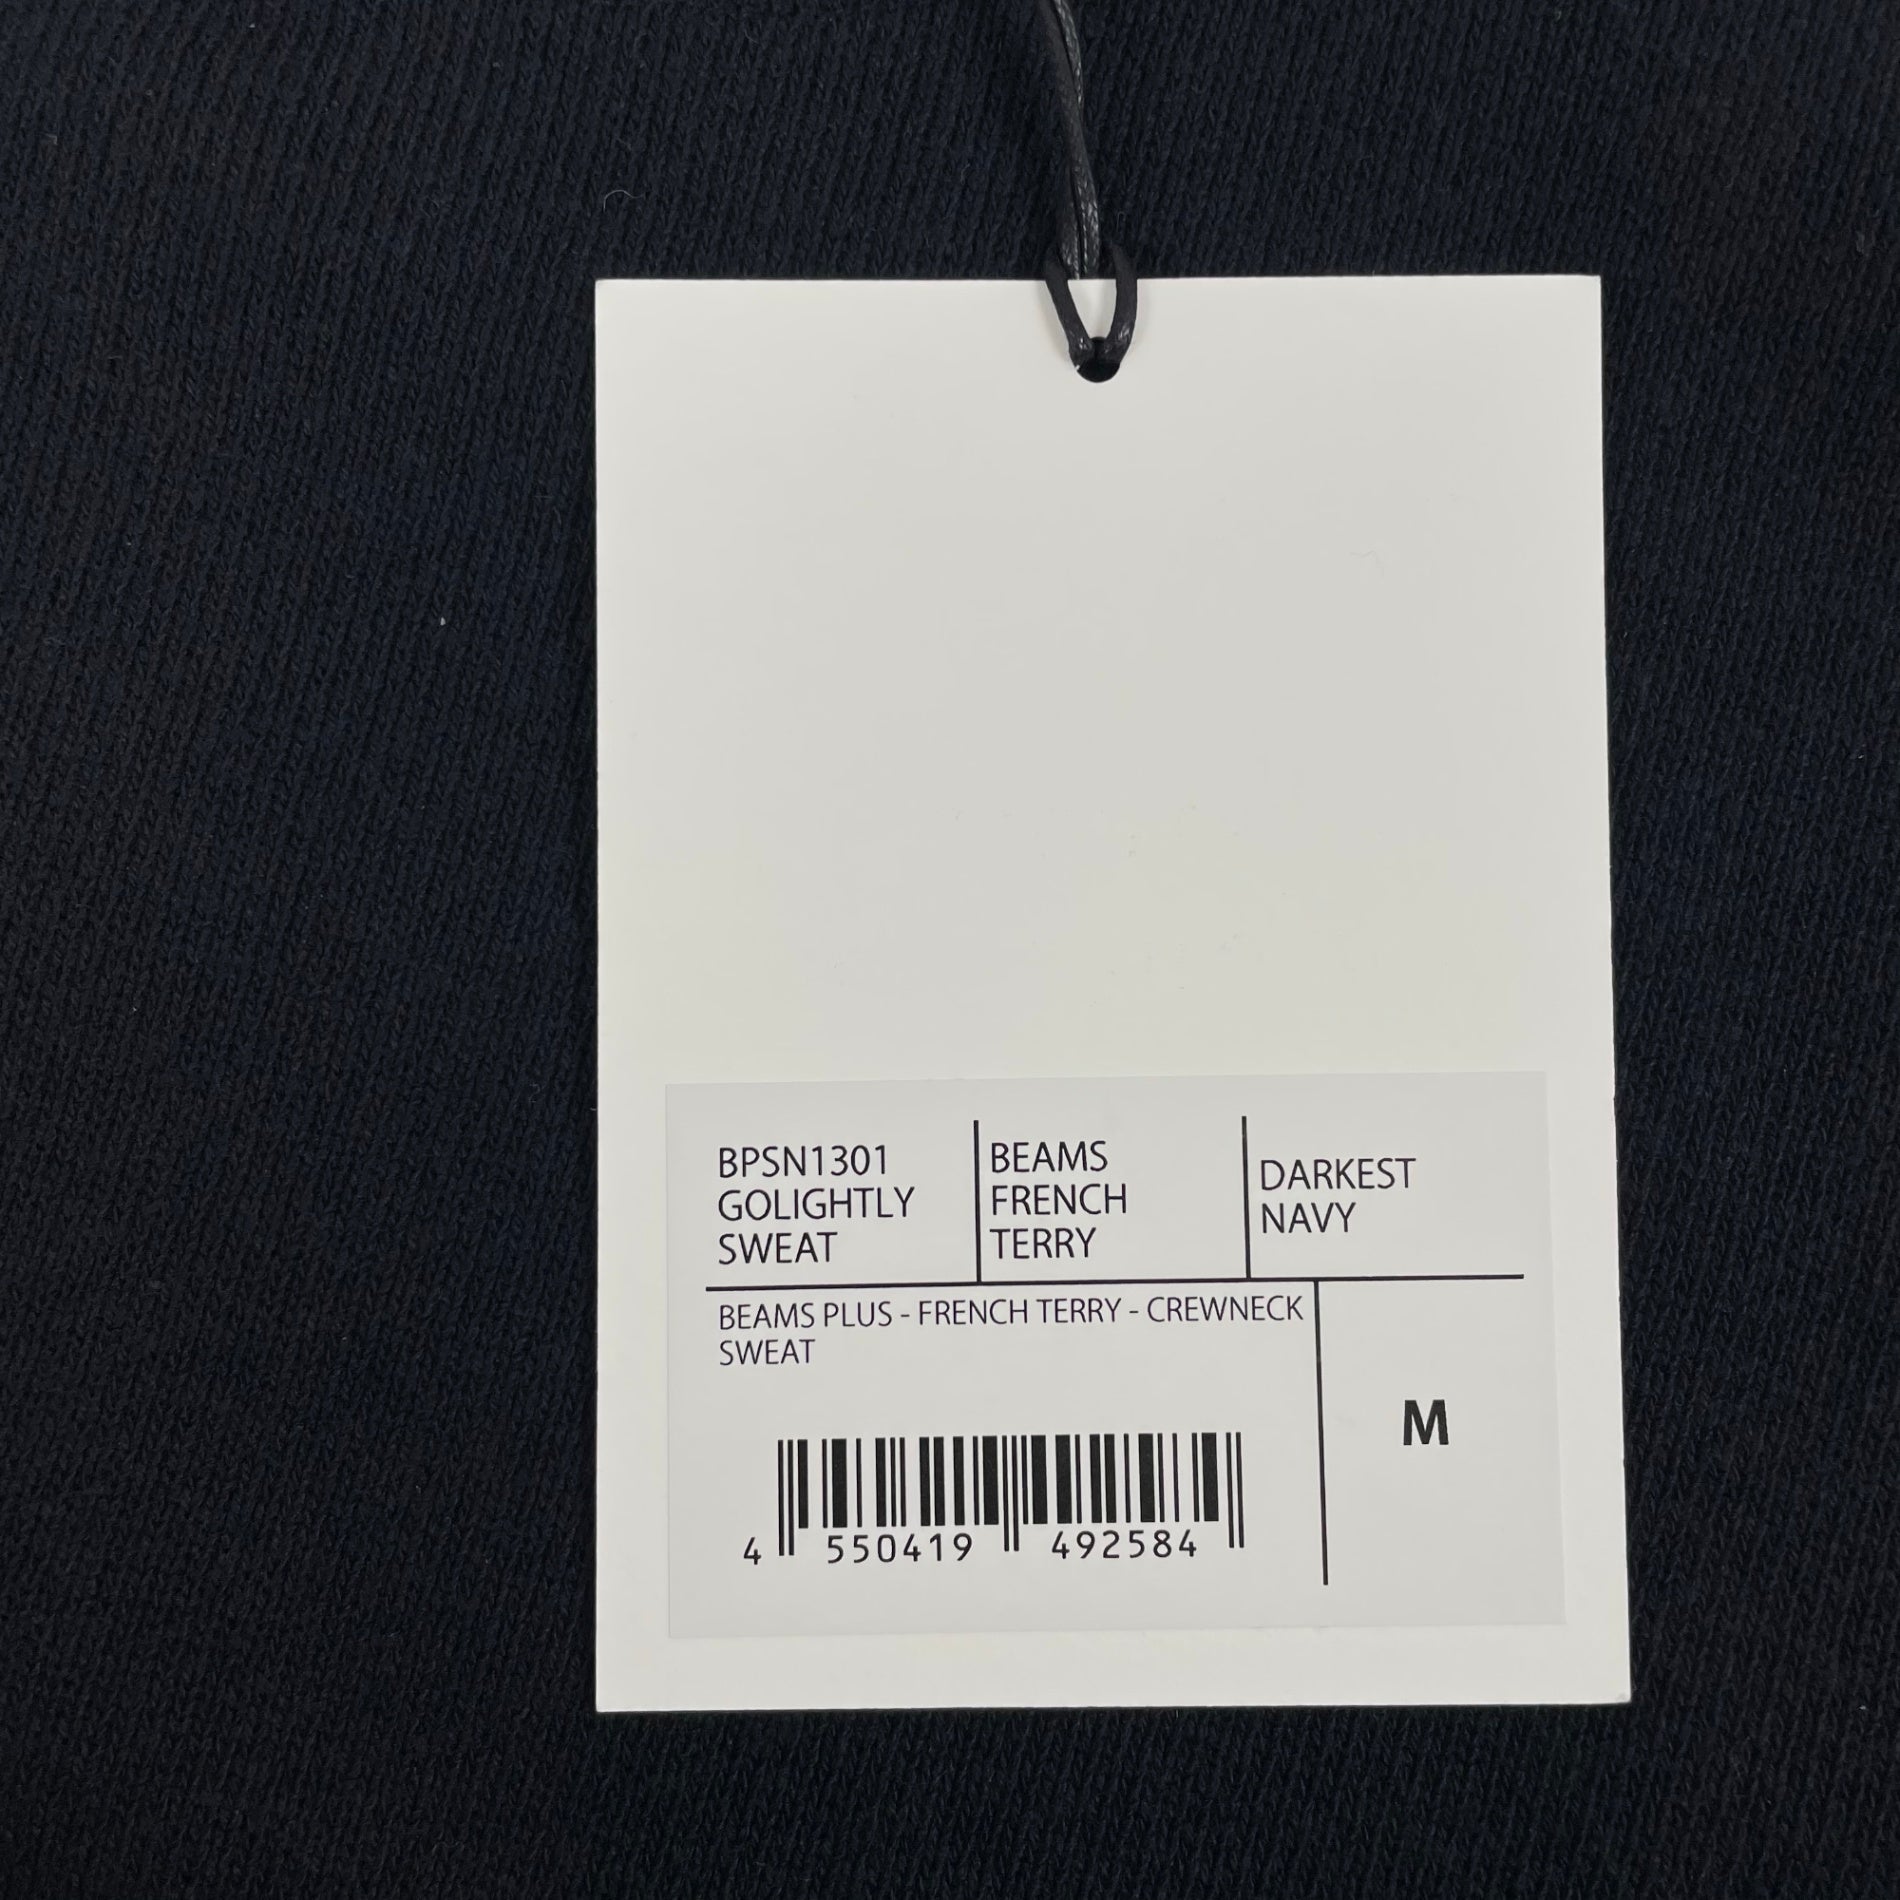 BPSN1301
GOLIGHTLY
SWEAT
BEAMS
FRENCH
TERRY
DARKEST
NAVY
BEAMS PLUS - FRENCH TERRY - CREWNECK
SWEAT
M
4 550419 492584